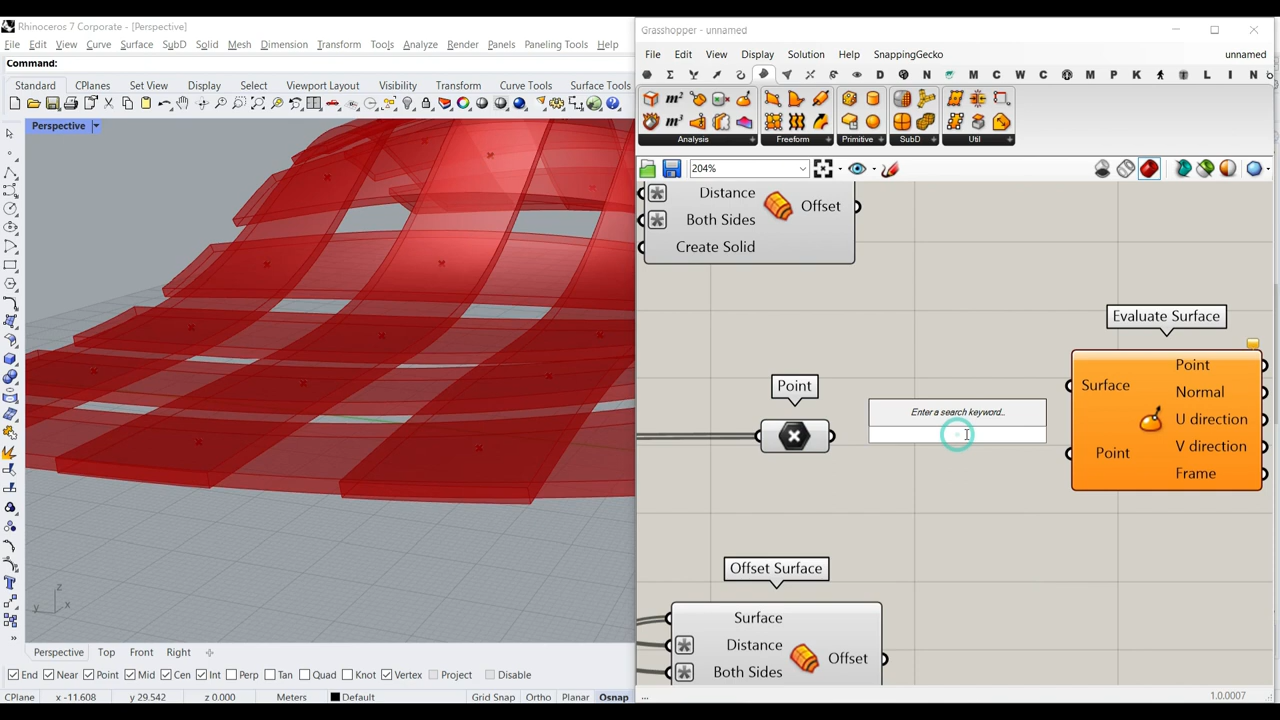 Rhinoceros 7 Corporate - [Perspective]
File Edit View Curve Surface SubD Solid Mesh Dimension Transform Tools Analyze Render Panels Paneling Tools Help
Command:
Standard CPlanes Set View Display Select Viewport Layout Visibility Transform Curve Tools Surface Tools
Perspective
z
y
x
Perspective Top Front Right
End Near Point Mid Cen Int Perp Tan Quad Knot Vertex Project Disable
CPlane x -11.608 y 29.542 z 0.000 Meters Default Grid Snap Ortho Planar Osnap
Grasshopper - unnamed
File Edit View Display Solution Help SnappingGecko unnamed
D N M C W C M P K L I N
Analysis Freeform Primitive SubD Util
204%
Distance
Both Sides
Create Solid
Offset
Evaluate Surface
Surface
Point
Point
Normal
U direction
V direction
Frame
Point
Enter a search keyword...
Offset Surface
Surface
Distance
Both Sides
Offset
...
1.0.0007